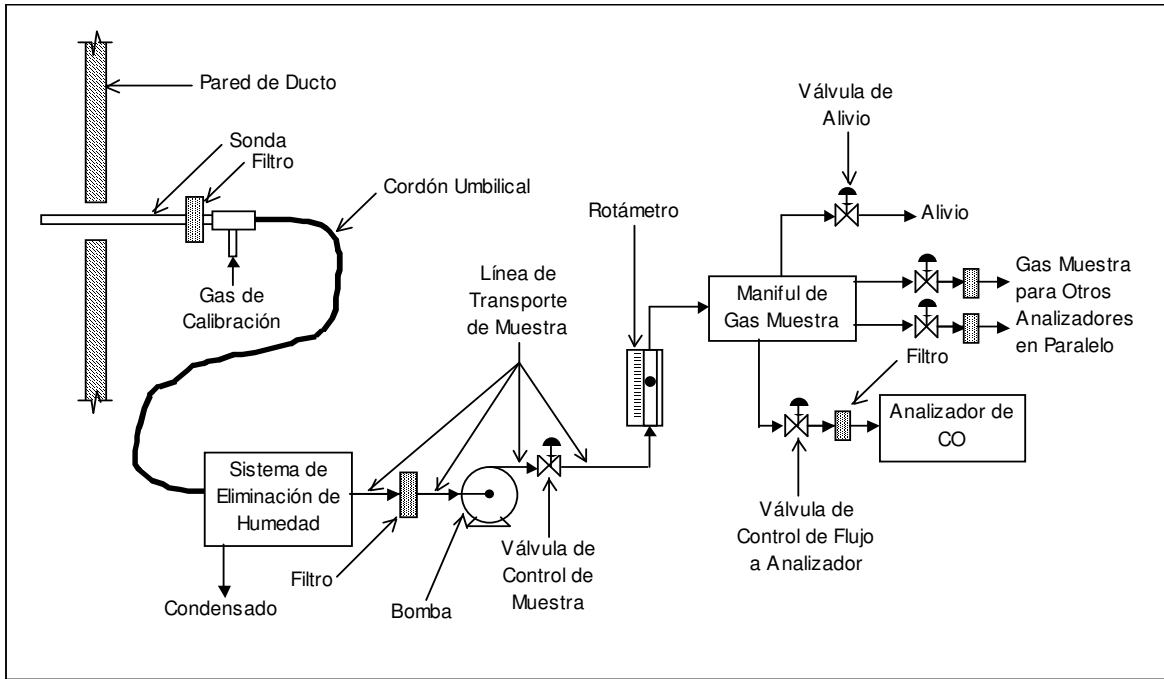 Pared de Ducto
Sonda
Filtro
Cordón Umbilical
Gas de
Calibración
Línea de
Transporte
de Muestra
Rotámetro
Válvula de
Alivio
Alivio
Maniful de
Gas Muestra
Gas Muestra
para Otros
Analizadores
en Paralelo
Filtro
Analizador de
CO
Válvula de
Control de Flujo
a Analizador
Sistema de
Eliminación de
Humedad
Condensado
Filtro
Bomba
Válvula de
Control de
Muestra